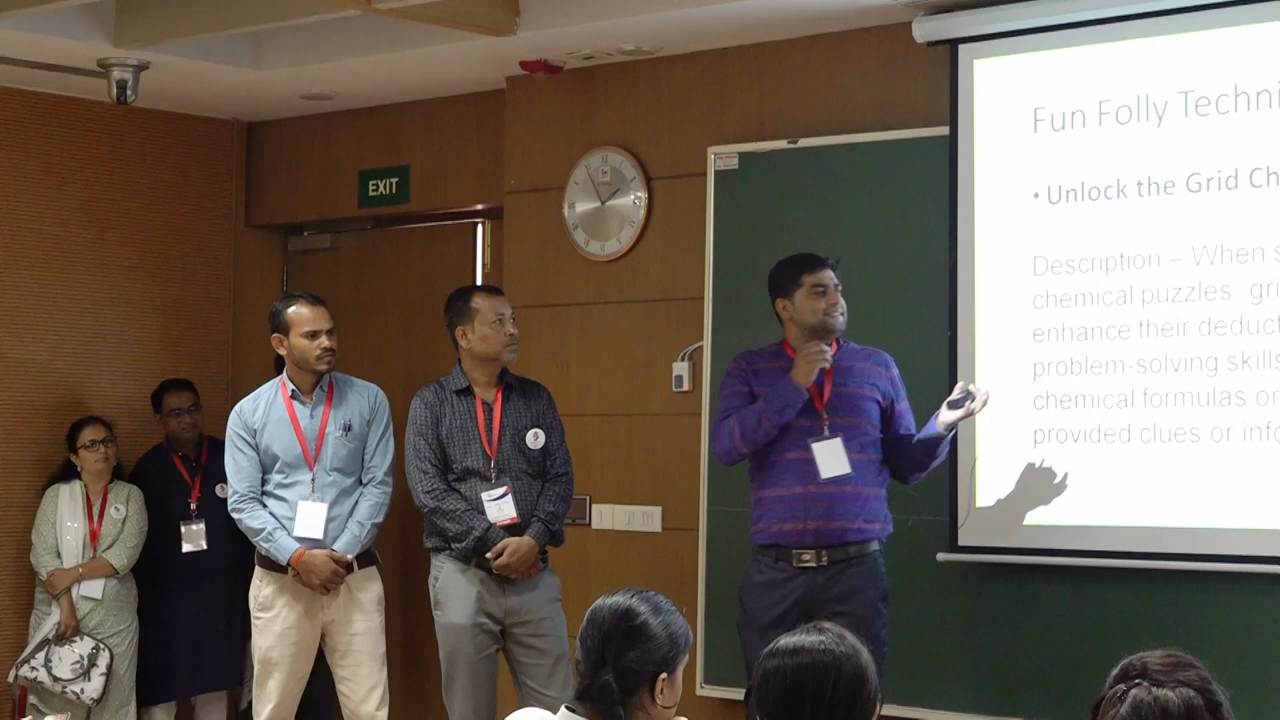 EXIT
Fun Folly Techni
• Unlock the Grid Ch
Description – When s
chemical puzzles, gri
enhance their deduct
problem-solving skills
chemical formulas or
provided clues or info